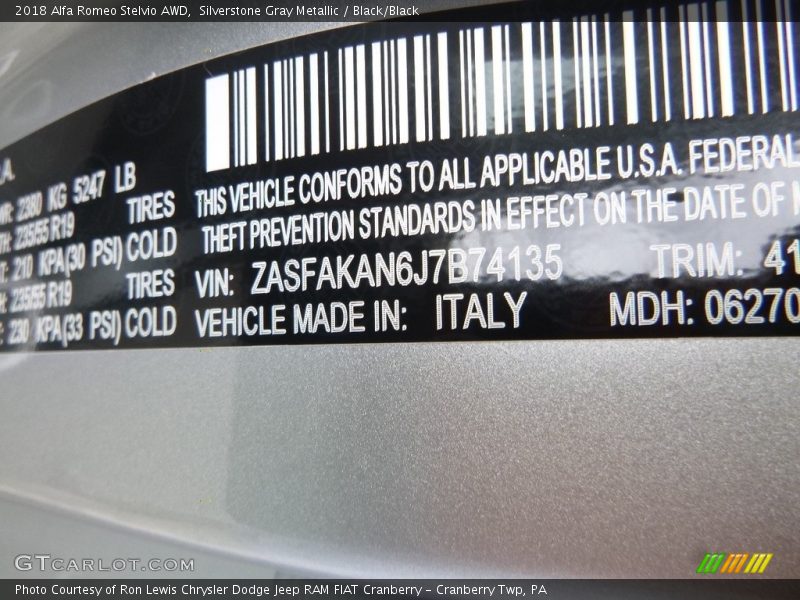 2018 Alfa Romeo Stelvio AWD, Silverstone Gray Metallic / Black/Black
THIS VEHICLE CONFORMS TO ALL APPLICABLE U.S.A. FEDERAL
THEFT PREVENTION STANDARDS IN EFFECT ON THE DATE OF
VIN: ZASFAKAN6J7B74135 TRIM: 41
VEHICLE MADE IN: ITALY MDH: 06270
2380 KG 5247 LB
235/55 R19 TIRES
210 KPA(30 PSI) COLD
235/55 R19 TIRES
230 KPA(33 PSI) COLD
GTCARLOT.COM
Photo Courtesy of Ron Lewis Chrysler Dodge Jeep RAM FIAT Cranberry – Cranberry Twp, PA